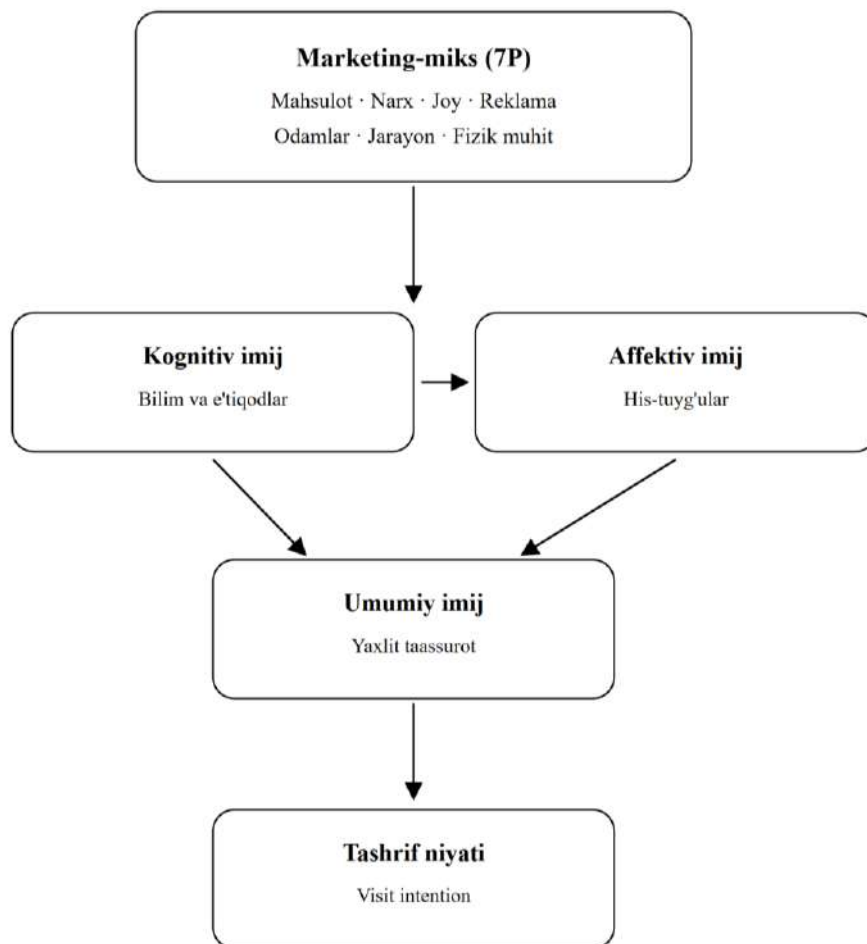 Marketing-miks (7P)
Mahsulot · Narx · Joy · Reklama
Odamlar · Jarayon · Fizik muhit
Kognitiv imij
Bilim va e'tiqodlar
Affektiv imij
His-tuyg'ular
Umumiy imij
Yaxlit taassurot
Tashrif niyati
Visit intention